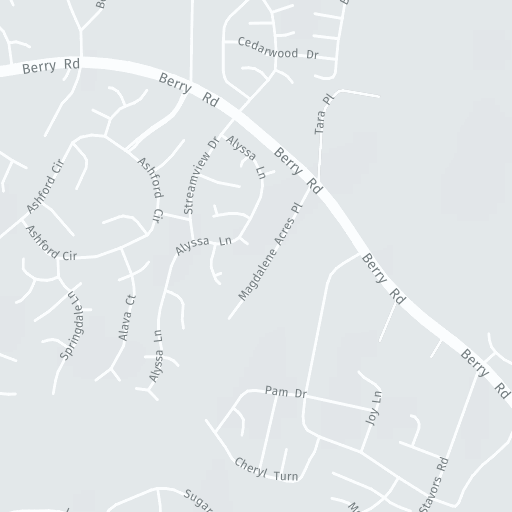 Cedarwood Dr
Berry Rd
Berry Rd
Tara Pl
Alyssa Ln
Streamview Dr
Berry Rd
Ashford Cir
Ashford Cir
Magdalene Acres Pl
Ashford Cir
Alyssa Ln
Berry Rd
Springdale Ln
Alava Ct
Alyssa Ln
Berry Rd
Pam Dr
Joy Ln
Cheryl Turn
Stavors Rd
Sugar